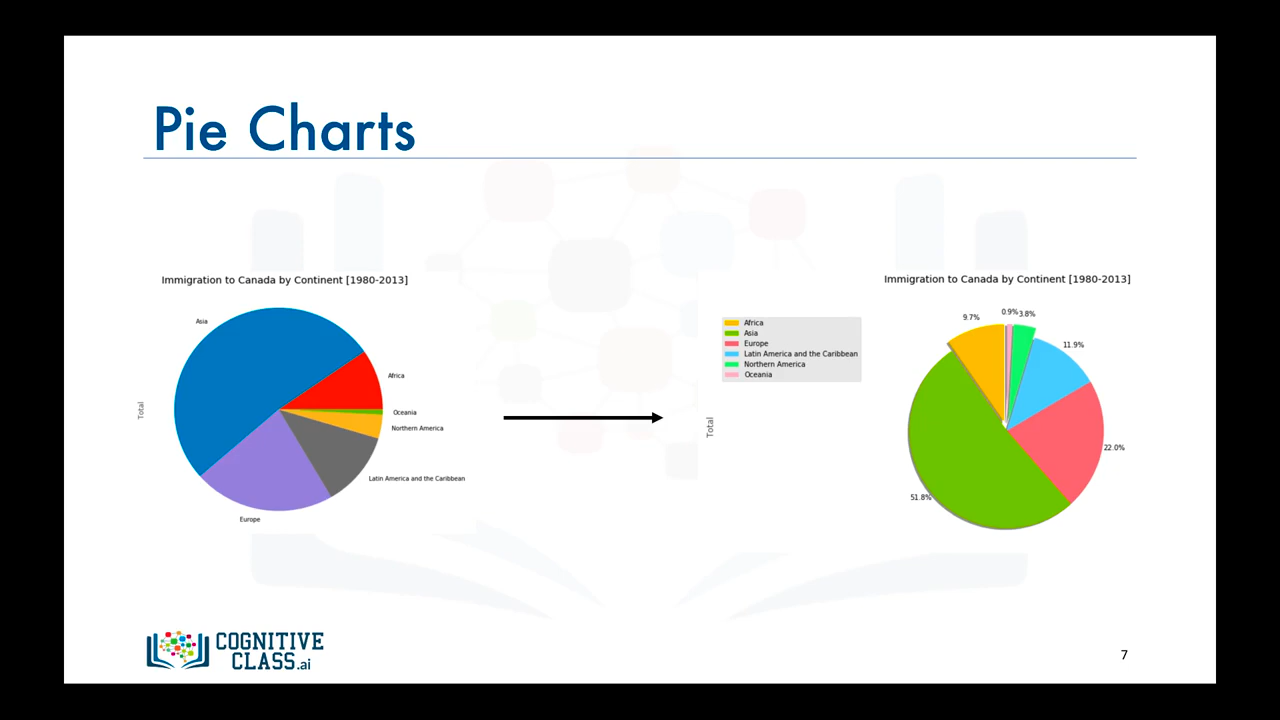 Pie Charts
Immigration to Canada by Continent [1980-2013]
Asia
Africa
Total
Oceania
Northern America
Latin America and the Caribbean
Europe
Immigration to Canada by Continent [1980-2013]
Africa
Asia
Europe
Latin America and the Caribbean
Northern America
Oceania
Total
9.7%
0.9%
3.8%
11.9%
22.0%
51.8%
COGNITIVE
CLASS.ai
7